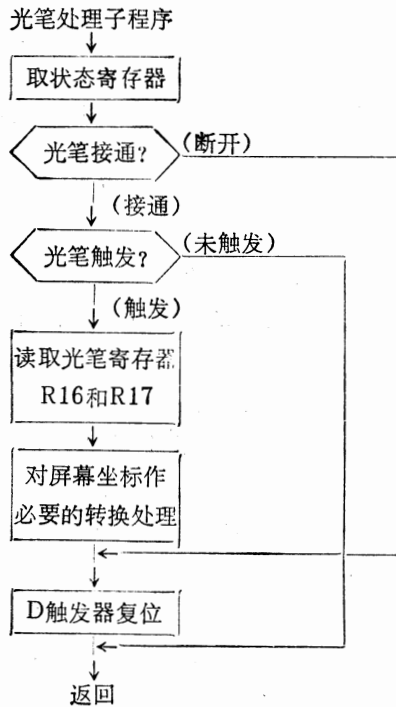 光笔处理子程序
取状态寄存器
光笔接通？
(断开)
(接通)
光笔触发？
(未触发)
(触发)
读取光笔寄存器
R16和R17
对屏幕坐标作
必要的转换处理
D触发器复位
返回